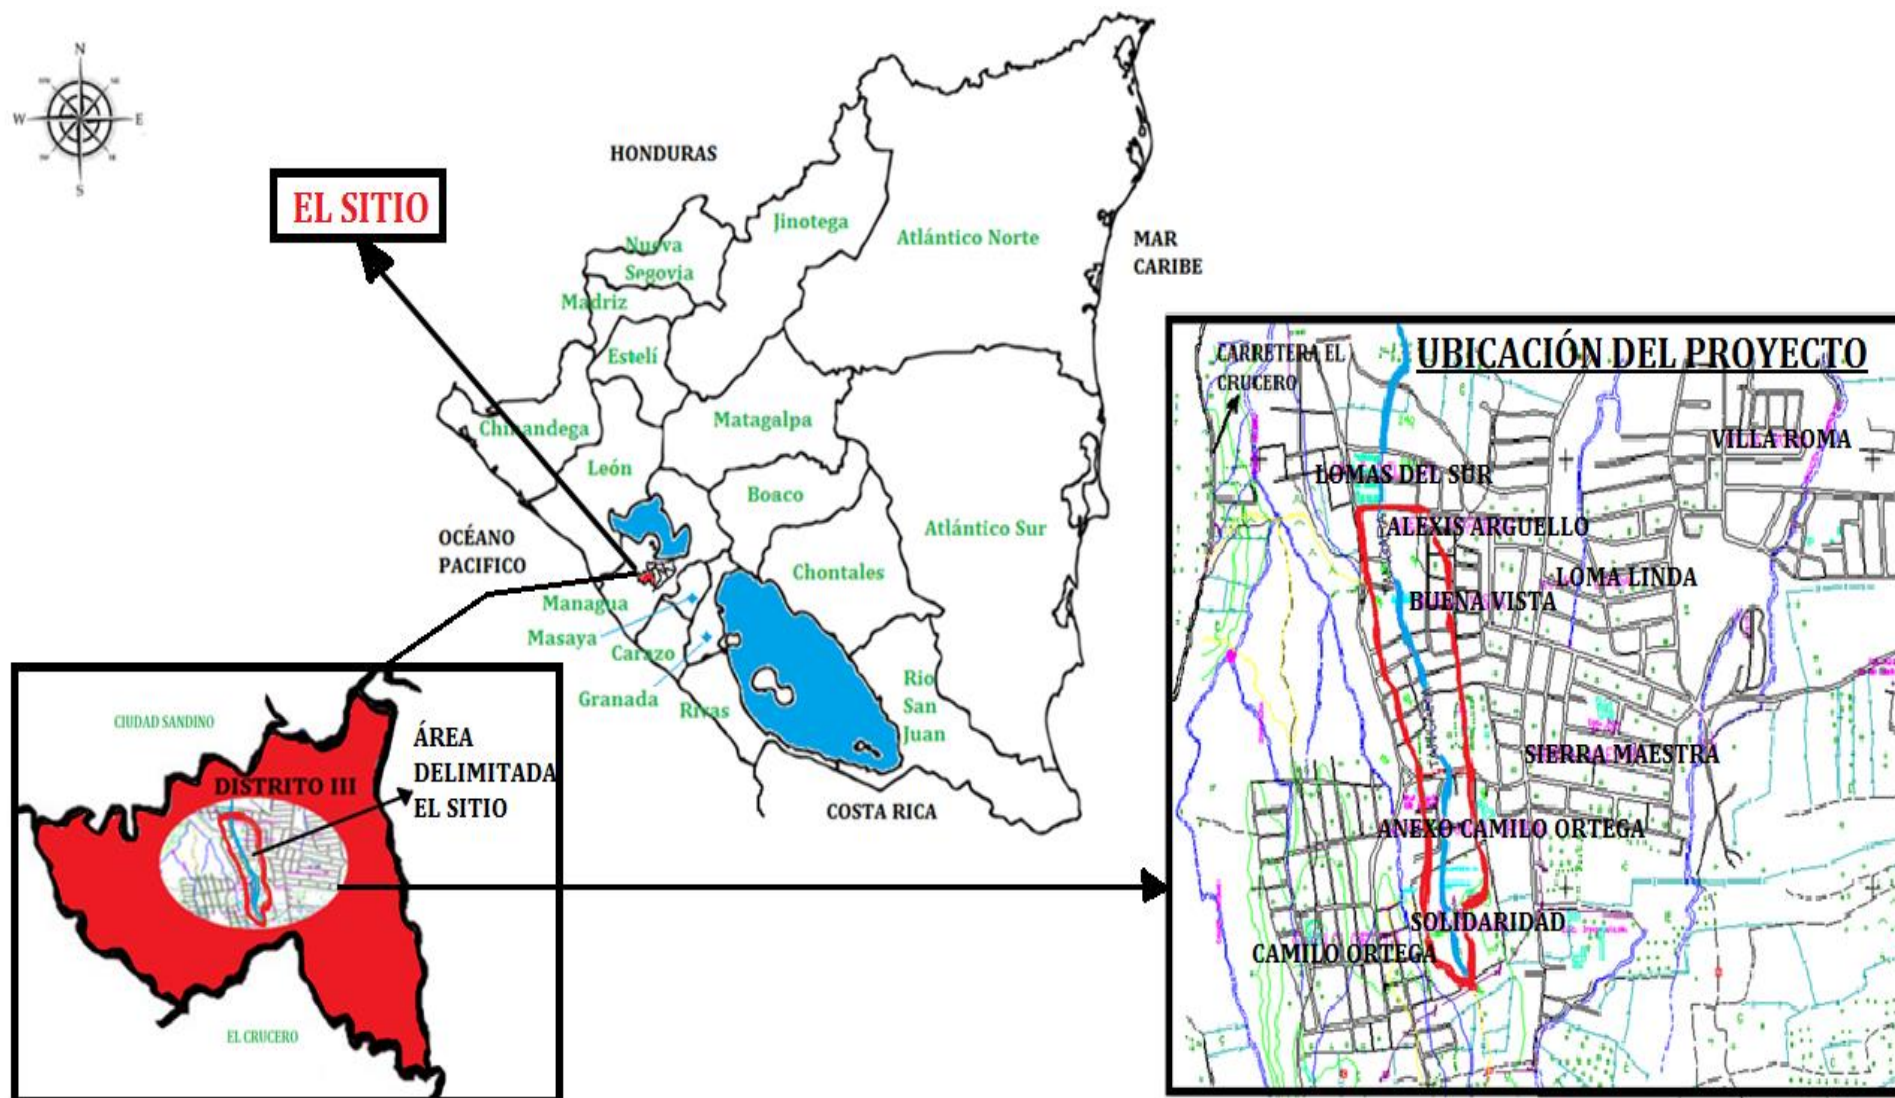 N
W
E
S
EL SITIO
HONDURAS
Nueva
Segovia
Jinotega
Atlántico Norte
MAR
CARIBE
Madriz
Estelí
Chinandega
Matagalpa
León
Boaco
Atlántico Sur
OCÉANO
PACIFICO
Chontales
Managua
Masaya
Carazo
Granada
Rivas
Rio
San
Juan
COSTA RICA
CIUDAD SANDINO
DISTRITO III
ÁREA
DELIMITADA
EL SITIO
EL CRUCERO
UBICACIÓN DEL PROYECTO
CARRETERA EL
CRUCERO
VILLA ROMA
LOMAS DEL SUR
ALEXIS ARGUELLO
LOMA LINDA
BUENA VISTA
SIERRA MAESTRA
ANEXO CAMILO ORTEGA
SOLIDARIDAD
CAMILO ORTEGA